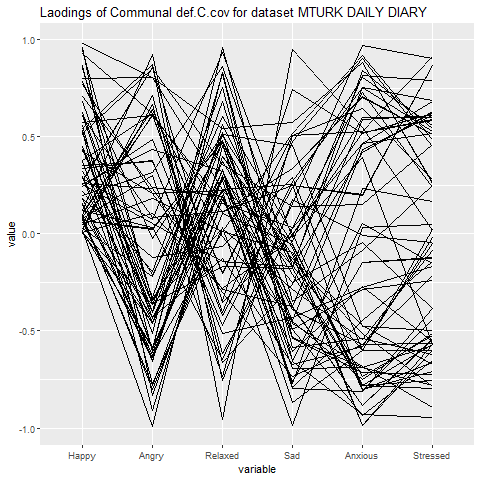 Laodings of Communal def.C.cov for dataset MTURK DAILY DIARY
1.0
0.5
0.0
-0.5
-1.0
value
Happy Angry Relaxed Sad Anxious Stressed
variable